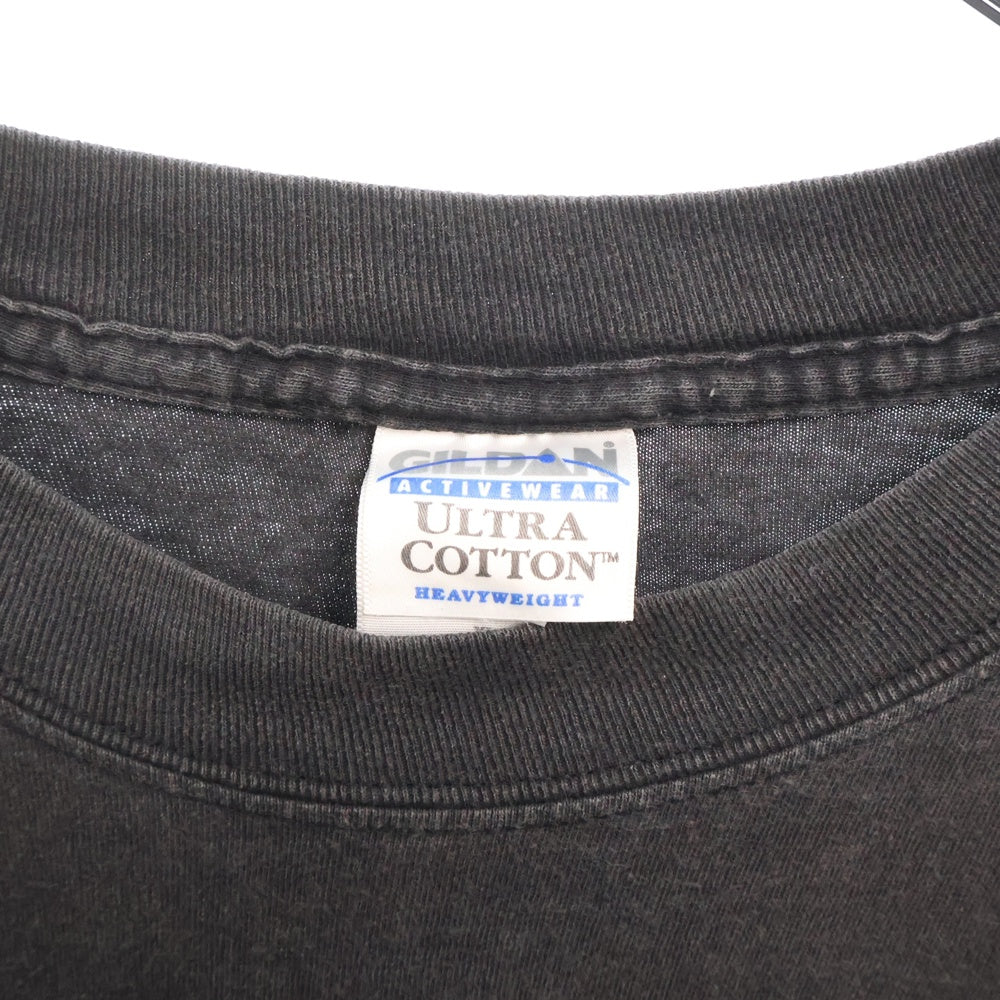 GILDAN
ACTIVEWEAR
ULTRA
COTTON™
HEAVYWEIGHT